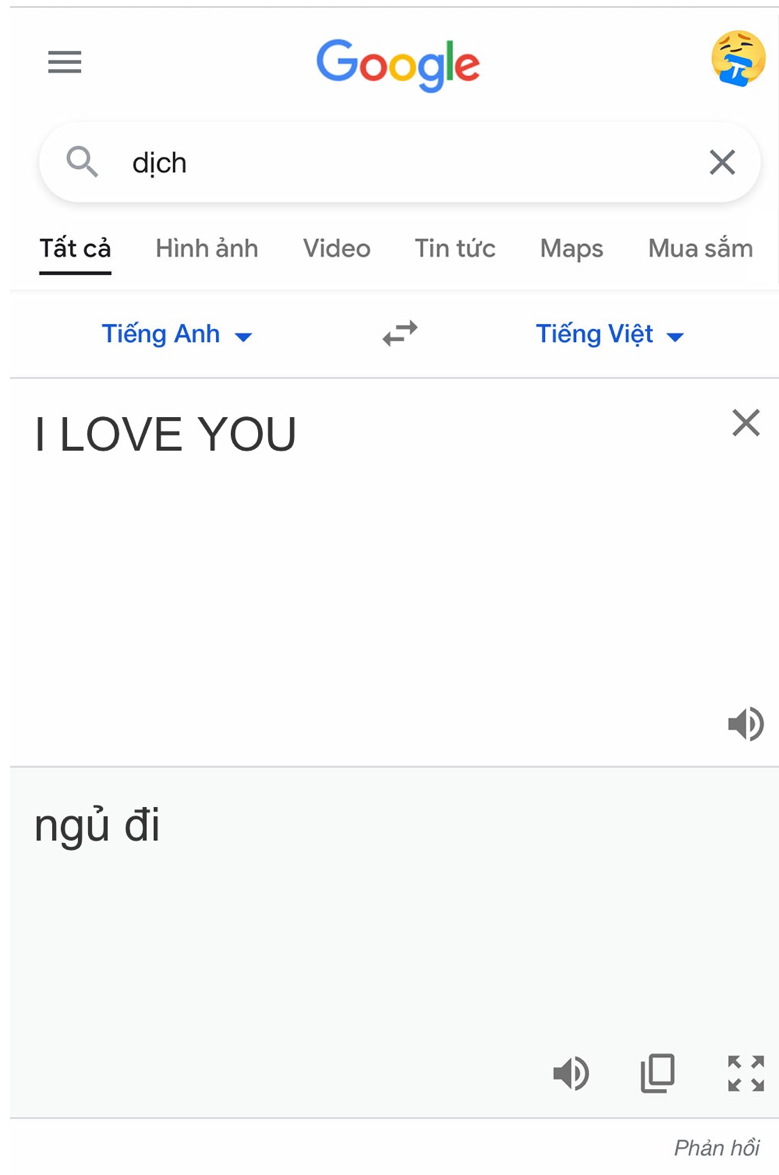 Google
dịch
Tất cả Hình ảnh Video Tin tức Maps Mua sắm
Tiếng Anh Tiếng Việt
I LOVE YOU
ngủ đi
Phản hồi